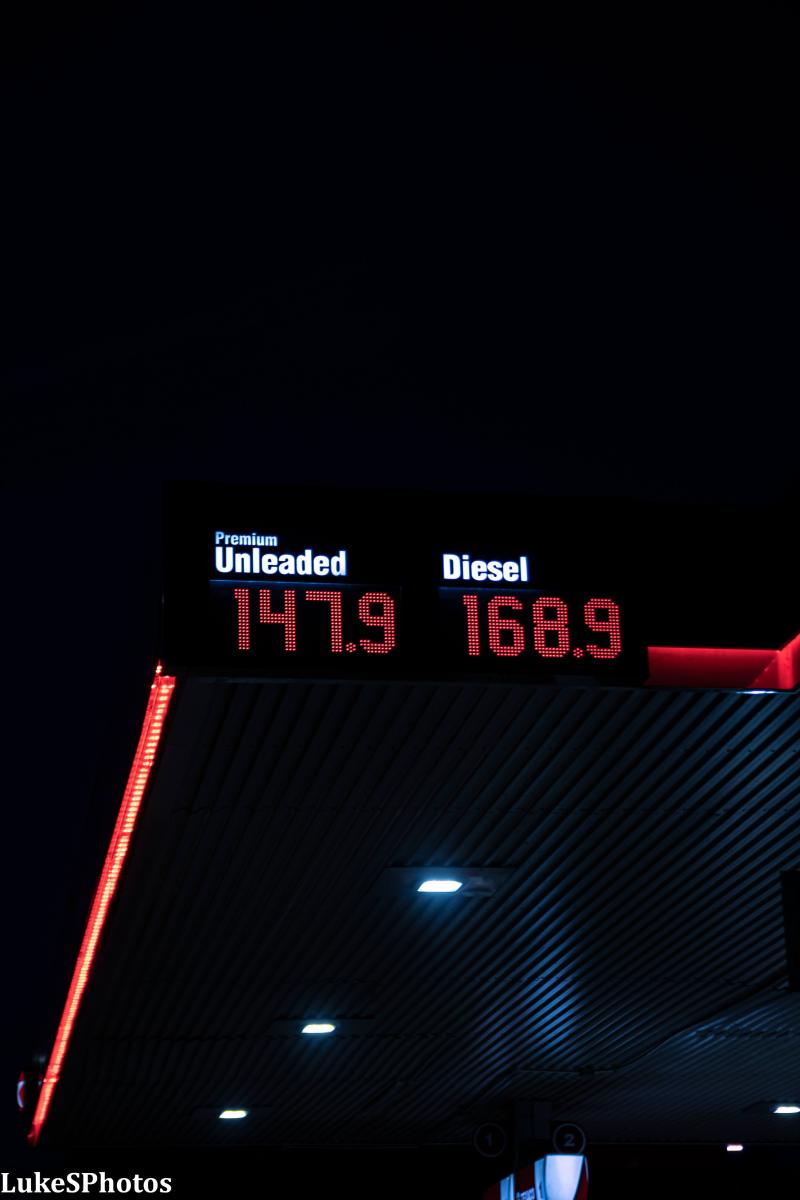 Premium
Unleaded
Diesel
147.9
168.9
1
2
LukeSPhotos